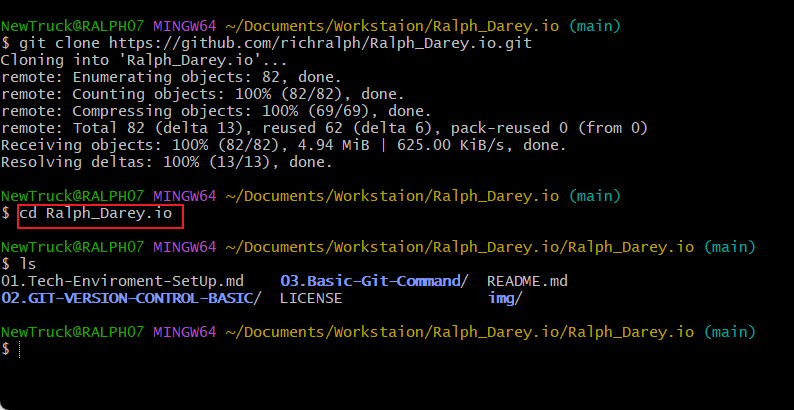 NewTruck@RALPH07 MINGW64 ~/Documents/Workstaion/Ralph_Darey.io (main)
$ git clone https://github.com/richralph/Ralph_Darey.io.git
Cloning into 'Ralph_Darey.io'...
remote: Enumerating objects: 82, done.
remote: Counting objects: 100% (82/82), done.
remote: Compressing objects: 100% (69/69), done.
remote: Total 82 (delta 13), reused 62 (delta 6), pack-reused 0 (from 0)
Receiving objects: 100% (82/82), 4.94 MiB | 625.00 KiB/s, done.
Resolving deltas: 100% (13/13), done.
NewTruck@RALPH07 MINGW64 ~/Documents/Workstaion/Ralph_Darey.io (main)
$ cd Ralph_Darey.io
NewTruck@RALPH07 MINGW64 ~/Documents/Workstaion/Ralph_Darey.io/Ralph_Darey.io (main)
$ ls
01.Tech-Enviroment-SetUp.md 03.Basic-Git-Command/ README.md
02.GIT-VERSION-CONTROL-BASIC/ LICENSE img/
NewTruck@RALPH07 MINGW64 ~/Documents/Workstaion/Ralph_Darey.io/Ralph_Darey.io (main)
$